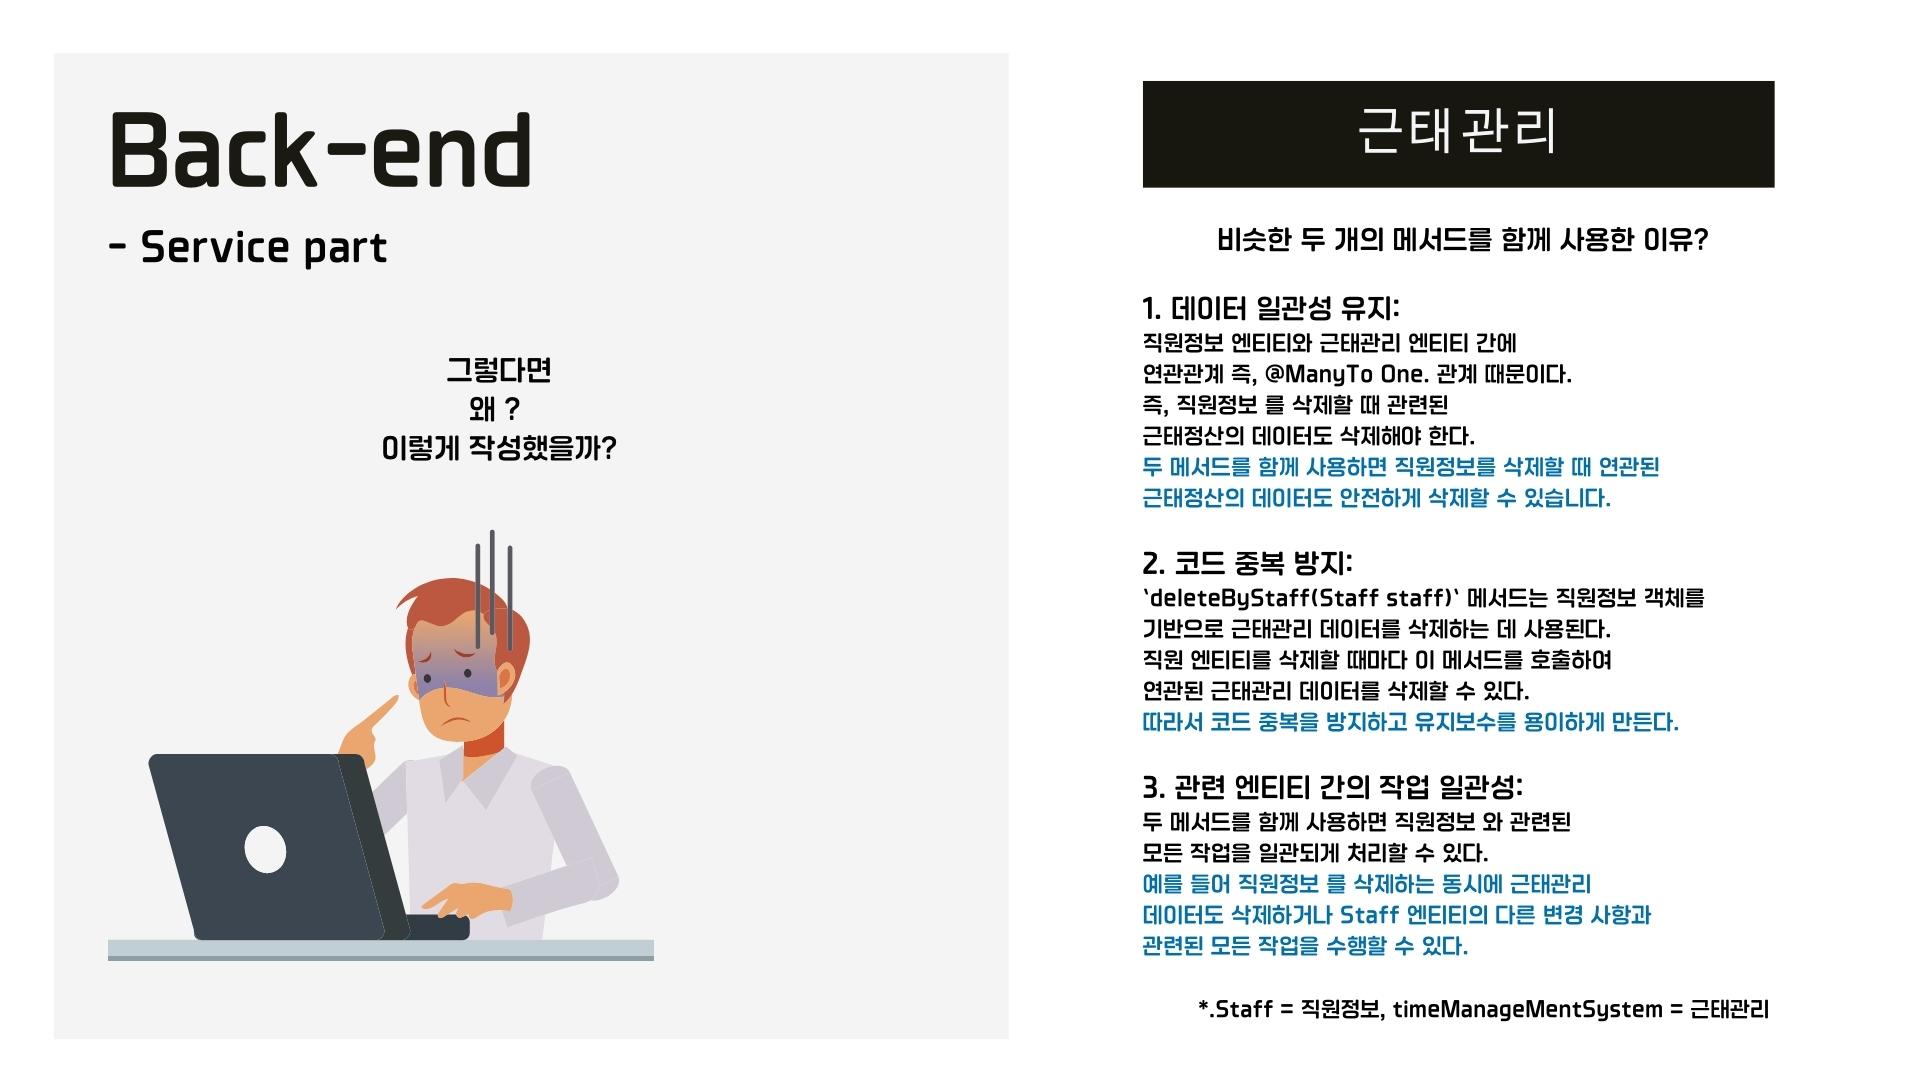 Back-end
- Service part
그렇다면
왜 ?
이렇게 작성했을까?
근태관리
비슷한 두 개의 메서드를 함께 사용한 이유?
1. 데이터 일관성 유지:
직원정보 엔티티와 근태관리 엔티티 간에
연관관계 즉, @ManyTo One. 관계 때문이다.
즉, 직원정보 를 삭제할 때 관련된
근태정산의 데이터도 삭제해야 한다.
두 메서드를 함께 사용하면 직원정보를 삭제할 때 연관된
근태정산의 데이터도 안전하게 삭제할 수 있습니다.
2. 코드 중복 방지:
`deleteByStaff(Staff staff)` 메서드는 직원정보 객체를
기반으로 근태관리 데이터를 삭제하는 데 사용된다.
직원 엔티티를 삭제할 때마다 이 메서드를 호출하여
연관된 근태관리 데이터를 삭제할 수 있다.
따라서 코드 중복을 방지하고 유지보수를 용이하게 만든다.
3. 관련 엔티티 간의 작업 일관성:
두 메서드를 함께 사용하면 직원정보 와 관련된
모든 작업을 일관되게 처리할 수 있다.
예를 들어 직원정보 를 삭제하는 동시에 근태관리
데이터도 삭제하거나 Staff 엔티티의 다른 변경 사항과
관련된 모든 작업을 수행할 수 있다.
*.Staff = 직원정보, timeManageMentSystem = 근태관리